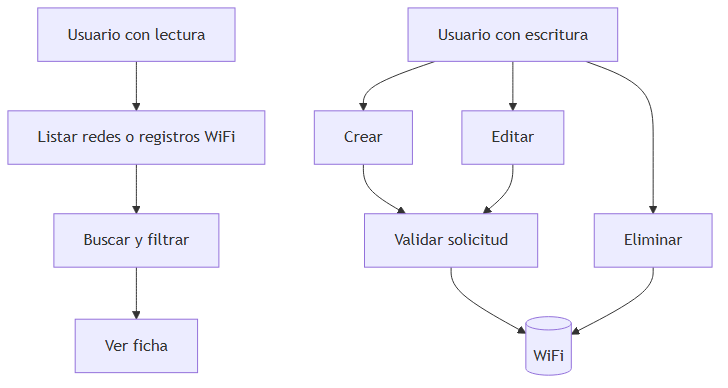 Usuario con lectura
Usuario con escritura
Listar redes o registros WiFi
Crear
Editar
Buscar y filtrar
Validar solicitud
Eliminar
Ver ficha
WiFi